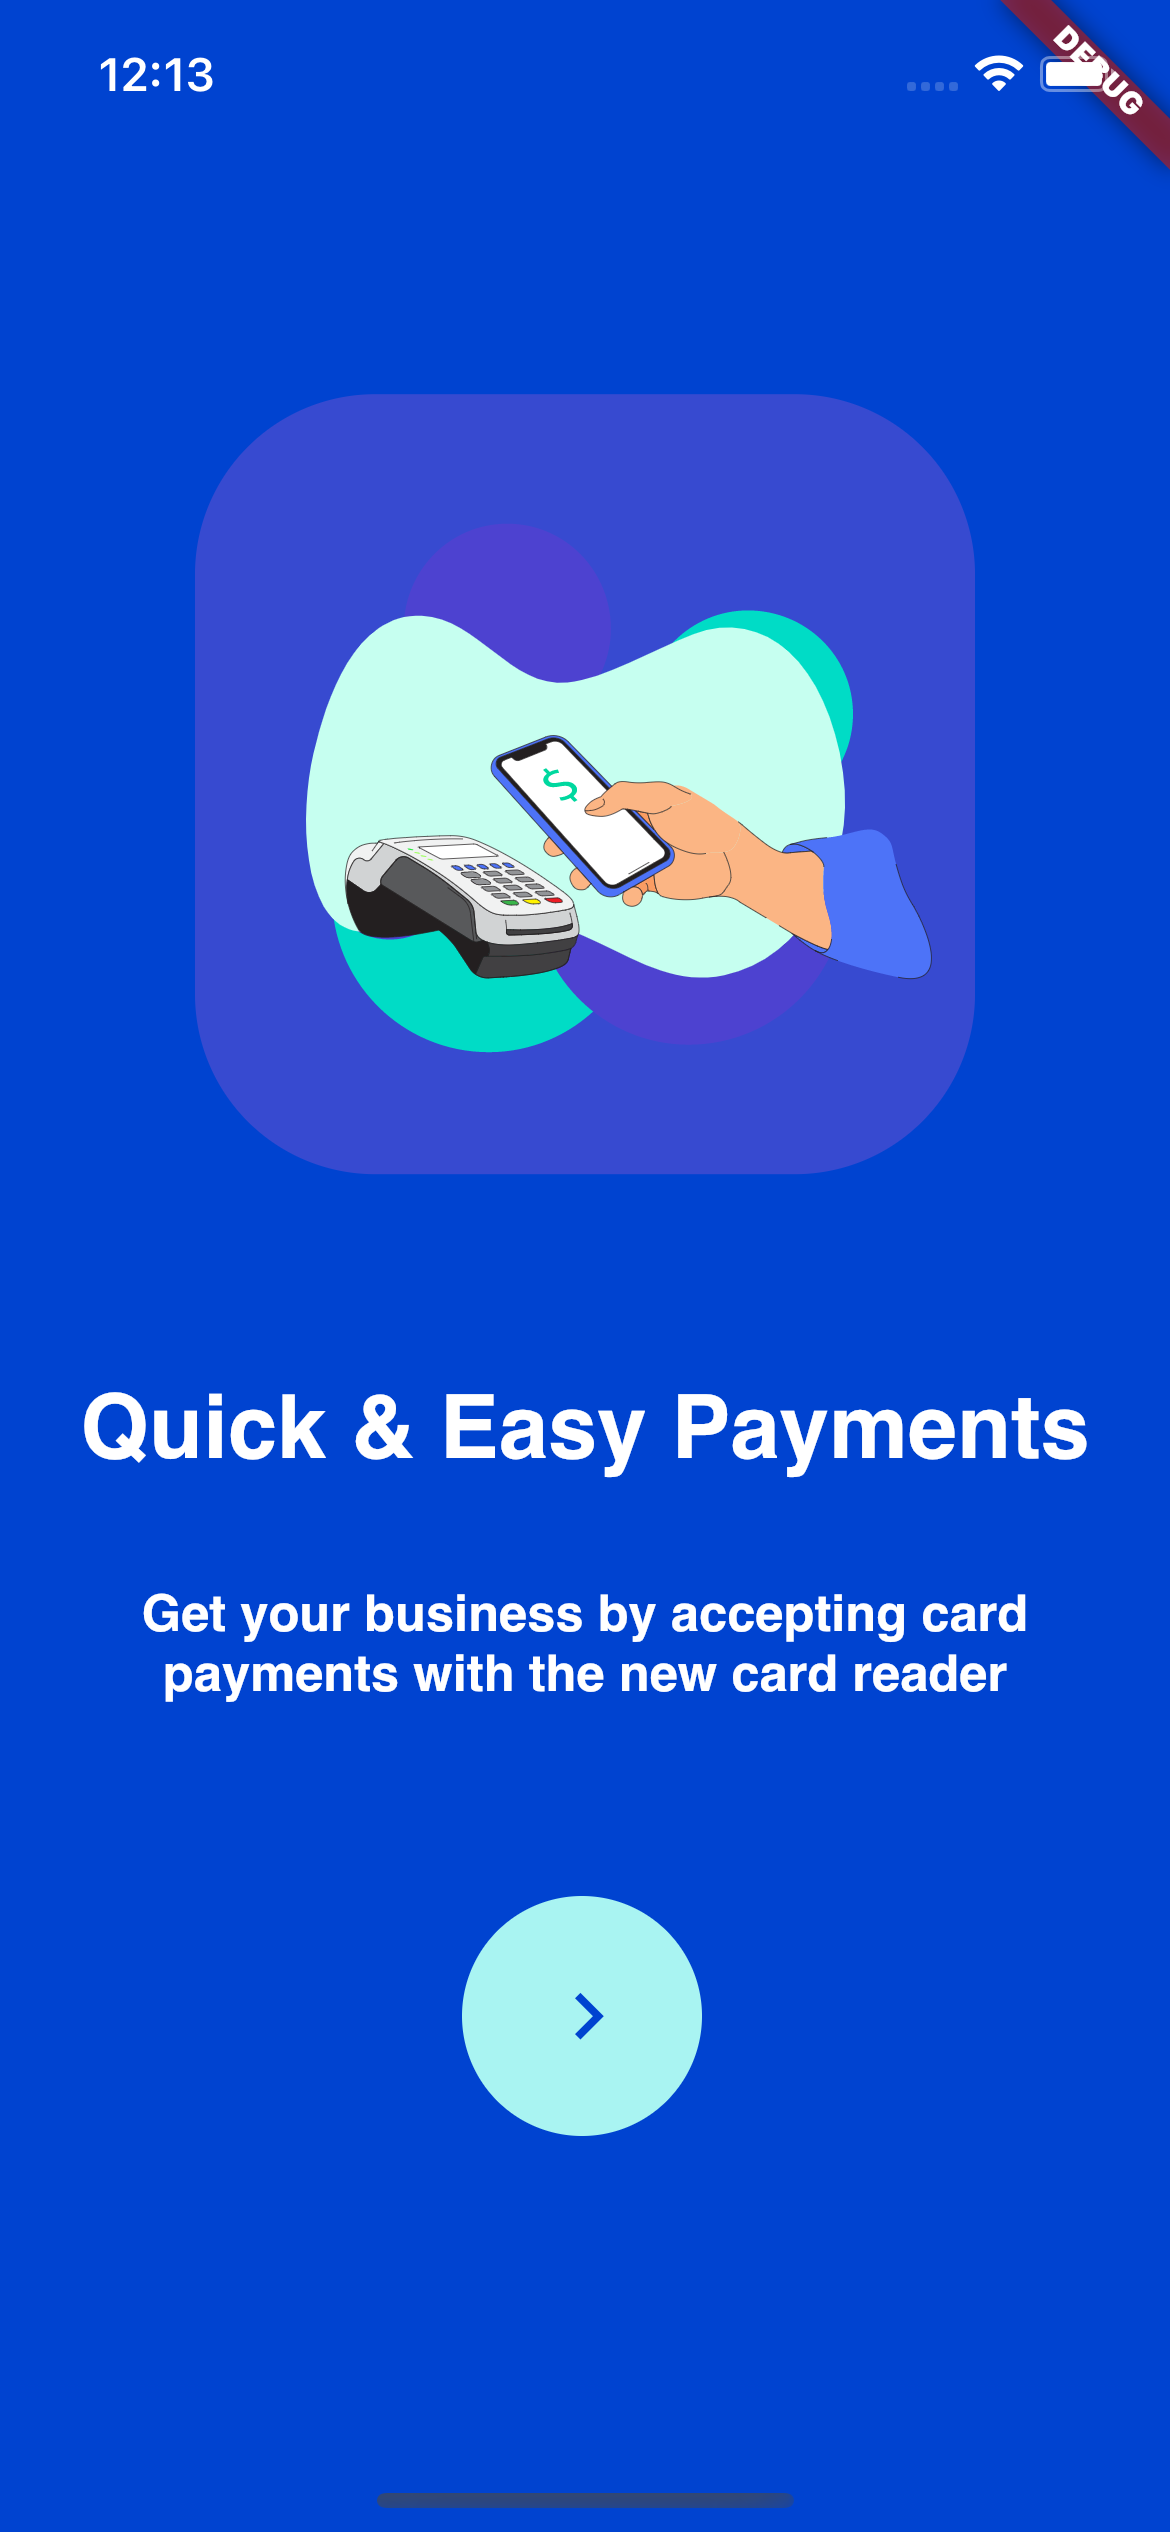 12:13
DEBUG
$
Quick & Easy Payments
Get your business by accepting card
payments with the new card reader